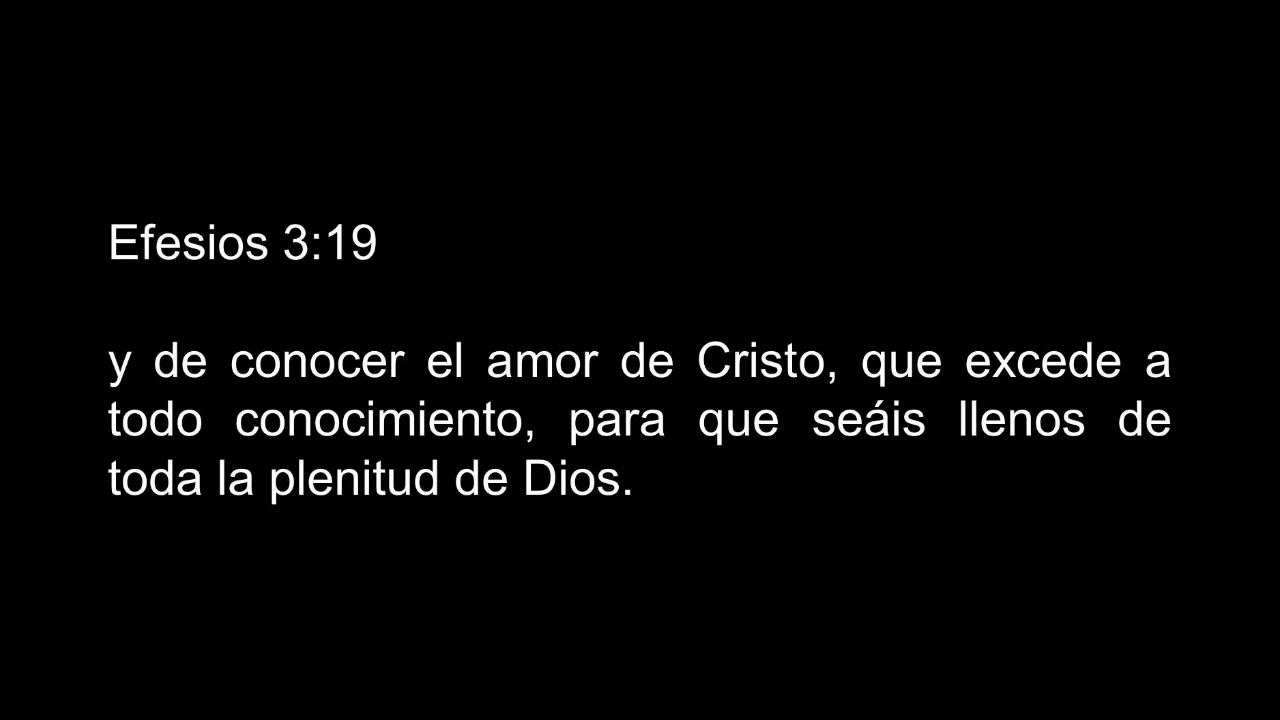 Efesios 3:19
y de conocer el amor de Cristo, que excede a
todo conocimiento, para que seáis llenos de
toda la plenitud de Dios.